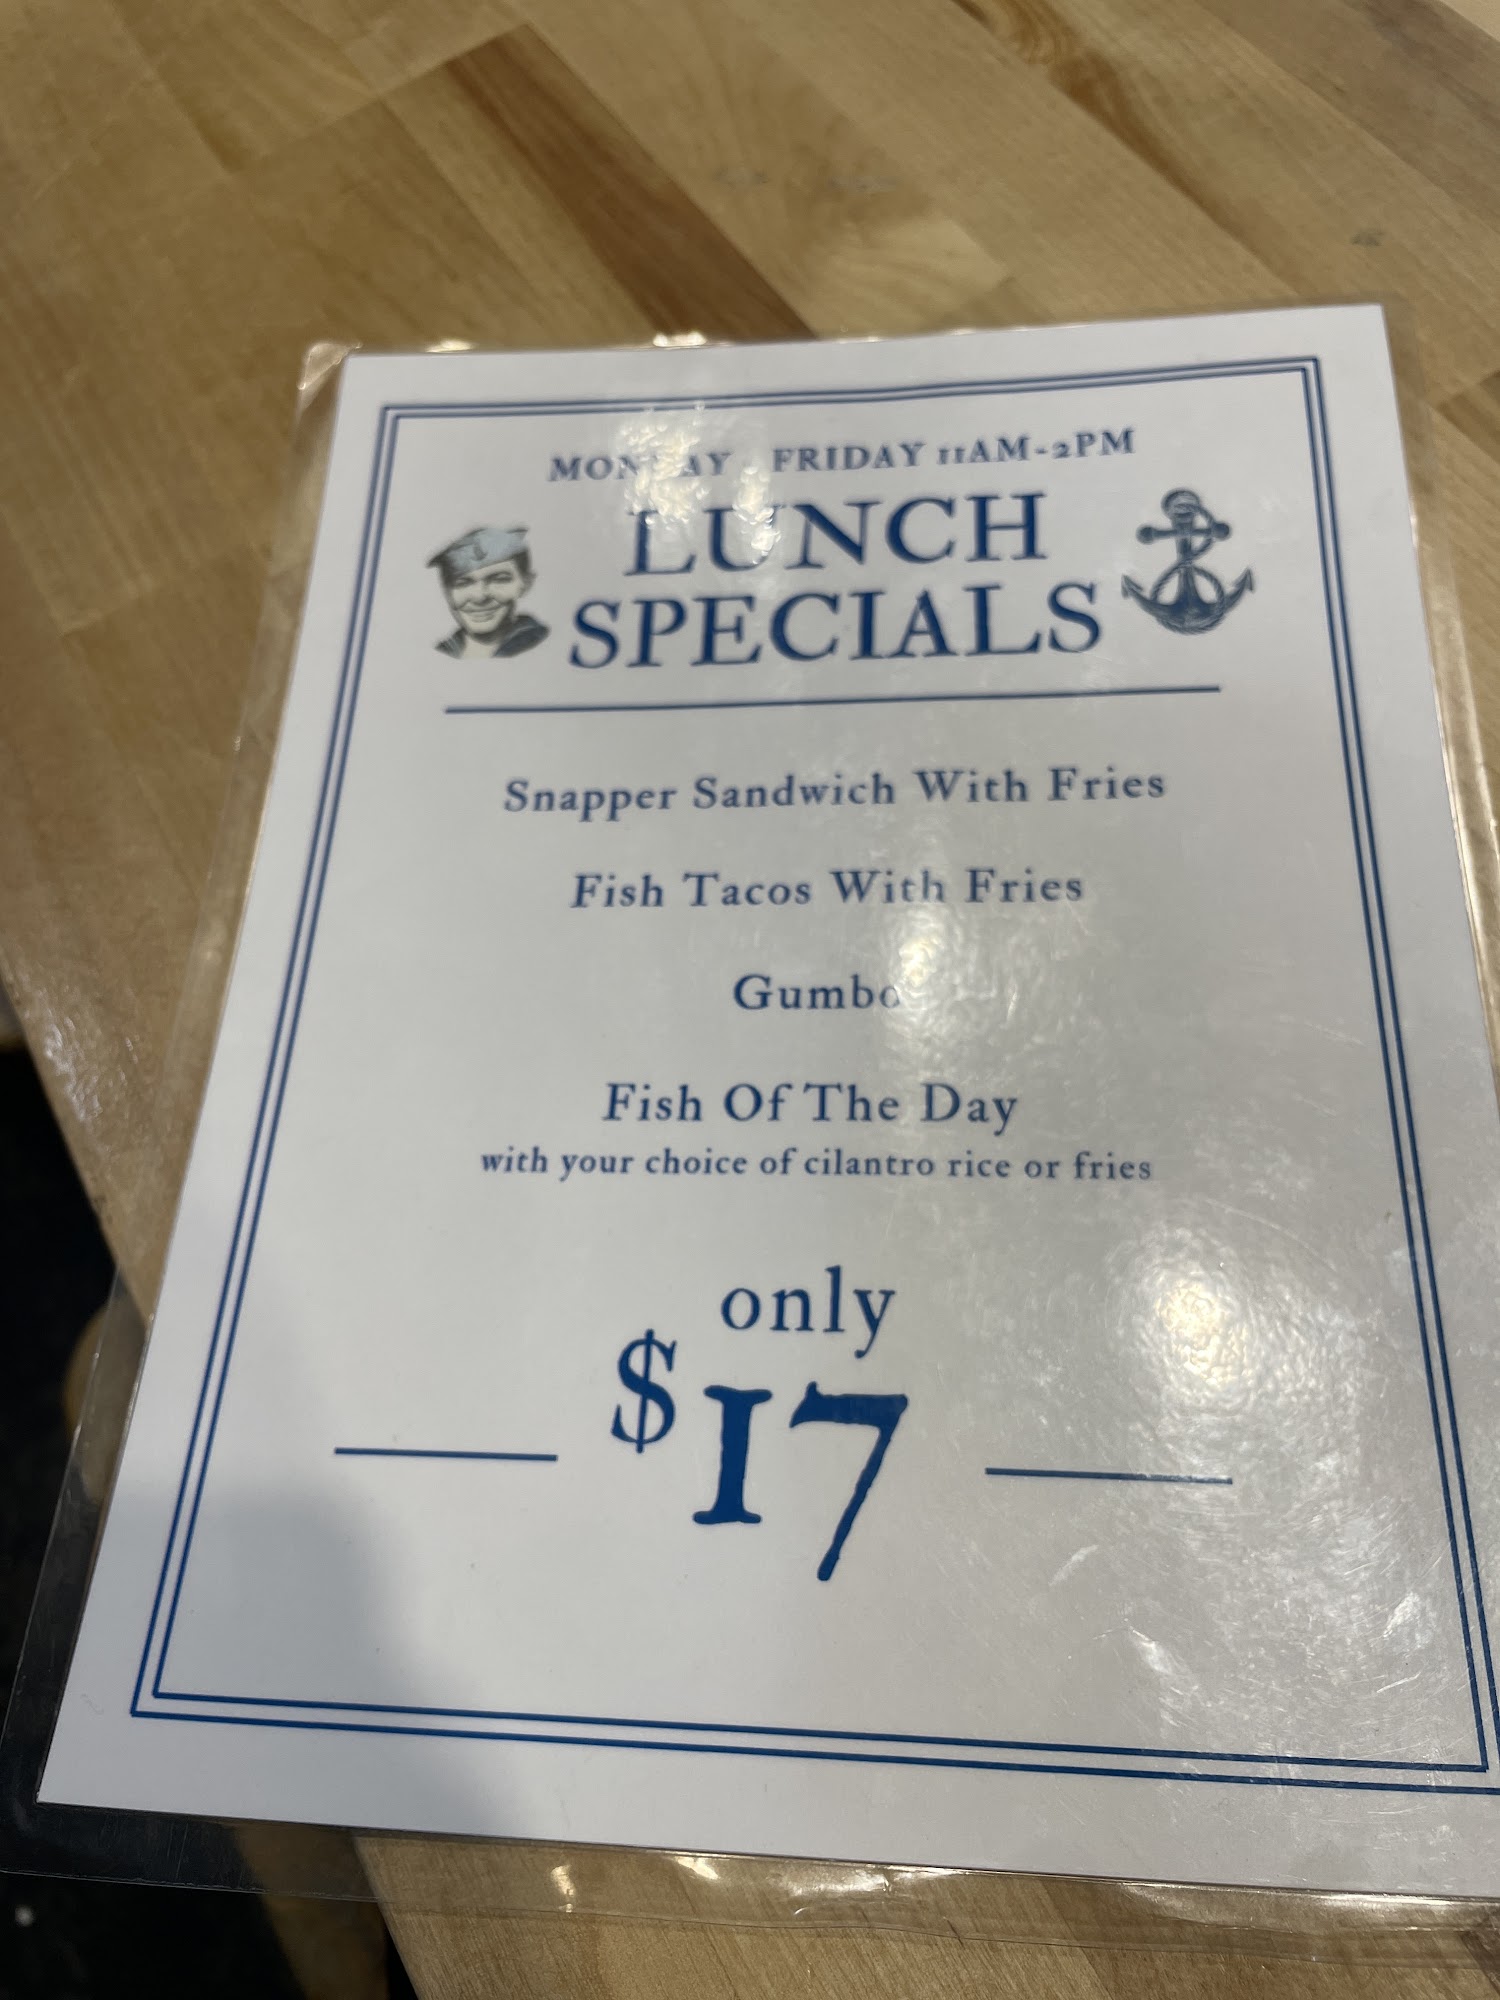 MONDAY - FRIDAY 11AM-2PM
LUNCH
SPECIALS
Snapper Sandwich With Fries
Fish Tacos With Fries
Gumbo
Fish Of The Day
with your choice of cilantro rice or fries
only
$17